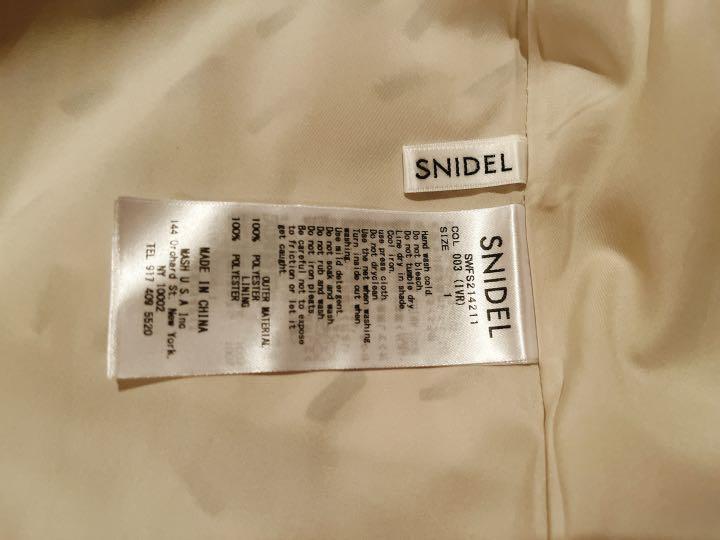 SNIDEL
SNIDEL
SWFS214211
COL 003 (IVR)
SIZE 1
Hand wash cold.
Do not bleach.
Do not tumble dry.
Line dry in shade.
Cool iron.
use press cloth.
Do not dryclean.
Use the net when washing.
Turn inside out when
washing.
Use mild detergent.
Do not soak and wash.
Do not rub and wash.
Do not iron pleats.
Be careful not to expose
to friction or let it
get caught.
OUTER MATERIAL
100% POLYESTER
LINING
100% POLYESTER
MADE IN CHINA
MASH U S A Inc
144 Orchard St. New York.
NY 10002
TEL 917 409 5520